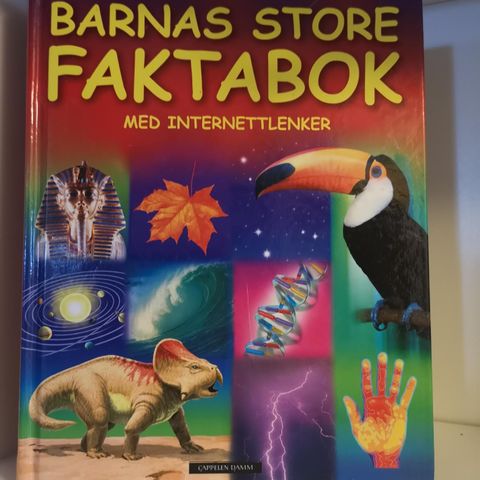 BARNAS STORE
FAKTABOK
MED INTERNETTLENKER
CAPPELEN DAMM